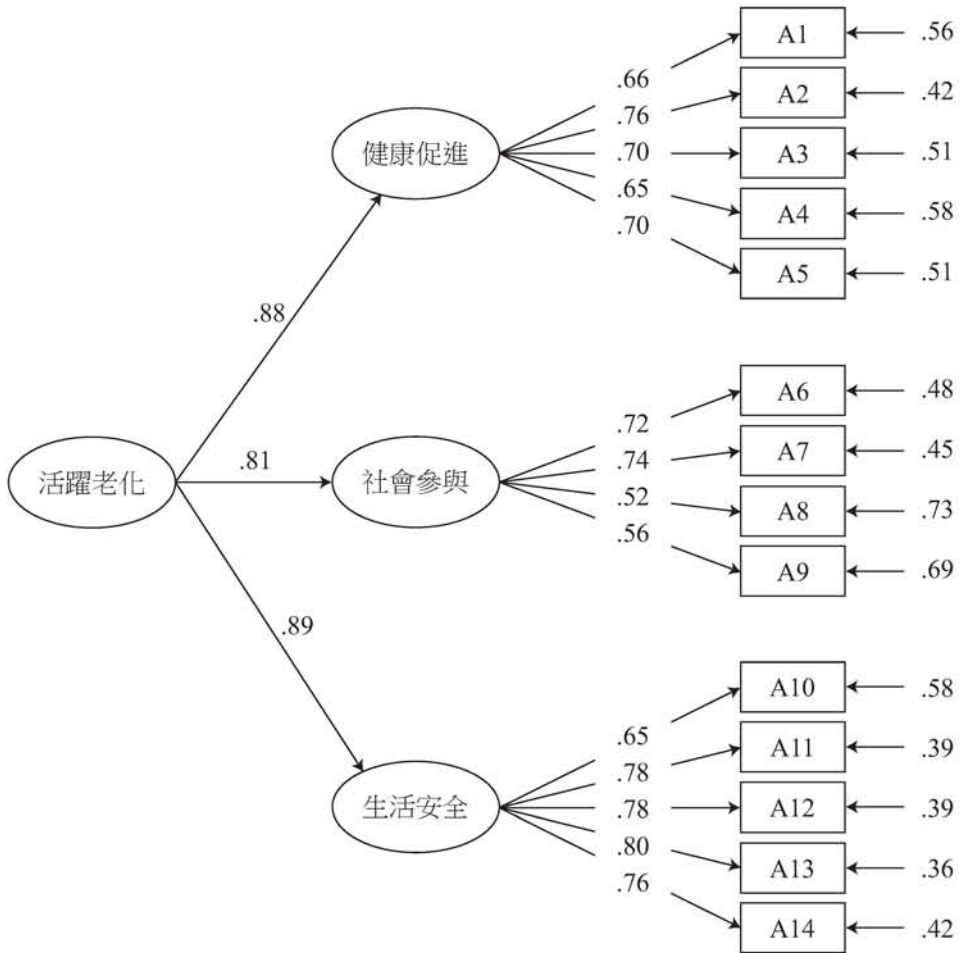 A1
.56
.66
A2
.42
.76
健康促進
.70
A3
.51
.65
A4
.58
.70
A5
.51
.88
A6
.48
.72
A7
.45
.74
活躍老化
.81
社會參與
.52
A8
.73
.56
A9
.69
.89
A10
.58
.65
A11
.39
.78
生活安全
.78
A12
.39
.80
A13
.36
.76
A14
.42